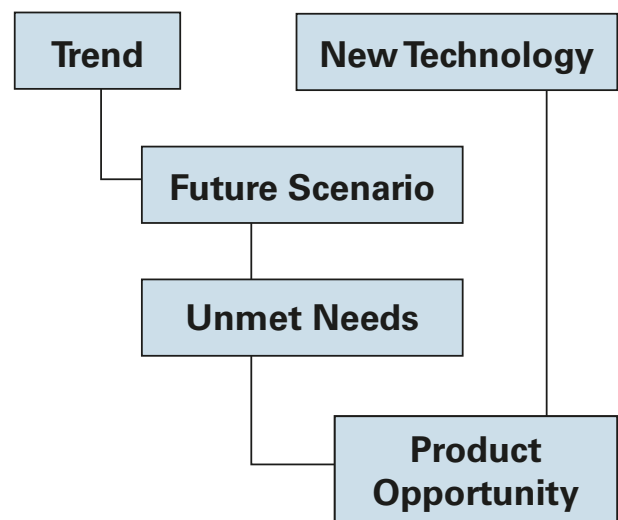 Trend
New Technology
Future Scenario
Unmet Needs
Product
Opportunity